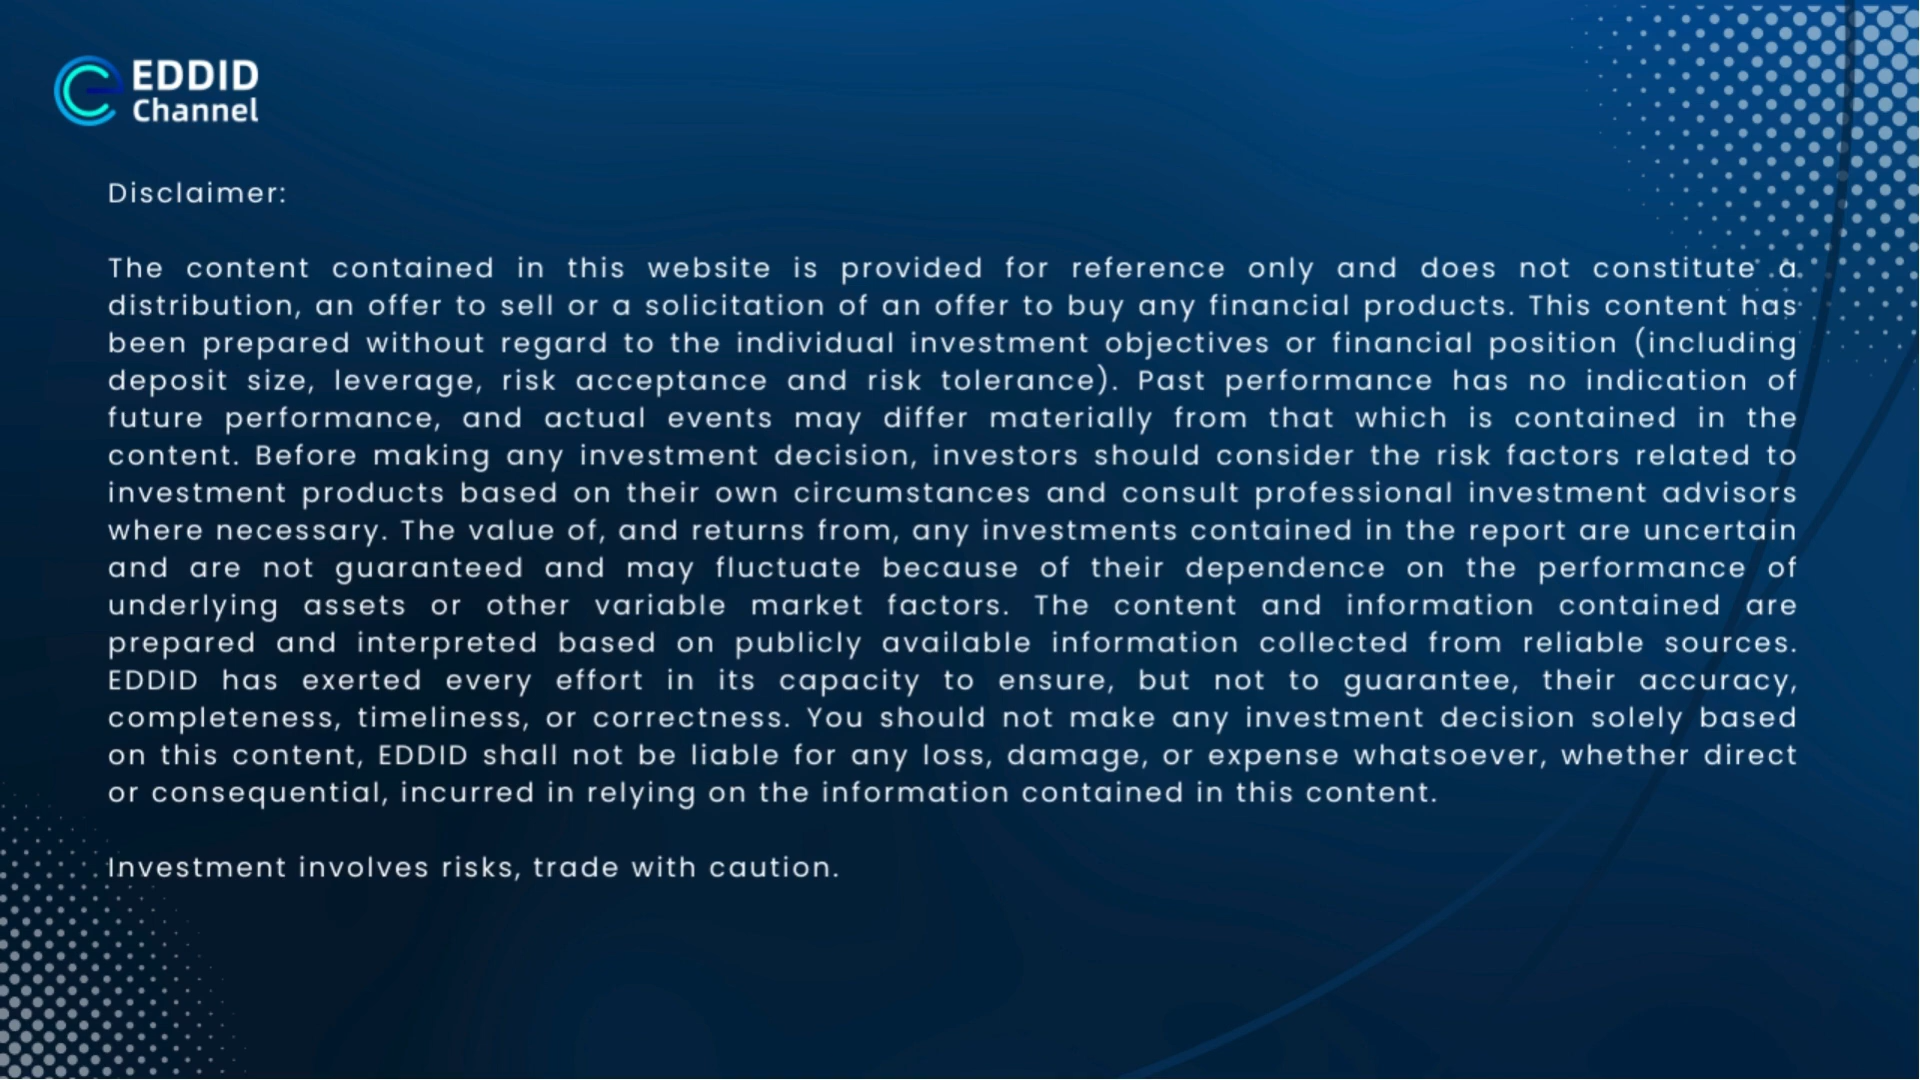 EDDID
Channel
Disclaimer:
The content contained in this website is provided for reference only and does not constitute a
distribution, an offer to sell or a solicitation of an offer to buy any financial products. This content has
been prepared without regard to the individual investment objectives or financial position (including
deposit size, leverage, risk acceptance and risk tolerance). Past performance has no indication of
future performance, and actual events may differ materially from that which is contained in the
content. Before making any investment decision, investors should consider the risk factors related to
investment products based on their own circumstances and consult professional investment advisors
where necessary. The value of, and returns from, any investments contained in the report are uncertain
and are not guaranteed and may fluctuate because of their dependence on the performance of
underlying assets or other variable market factors. The content and information contained are
prepared and interpreted based on publicly available information collected from reliable sources.
EDDID has exerted every effort in its capacity to ensure, but not to guarantee, their accuracy,
completeness, timeliness, or correctness. You should not make any investment decision solely based
on this content, EDDID shall not be liable for any loss, damage, or expense whatsoever, whether direct
or consequential, incurred in relying on the information contained in this content.
Investment involves risks, trade with caution.